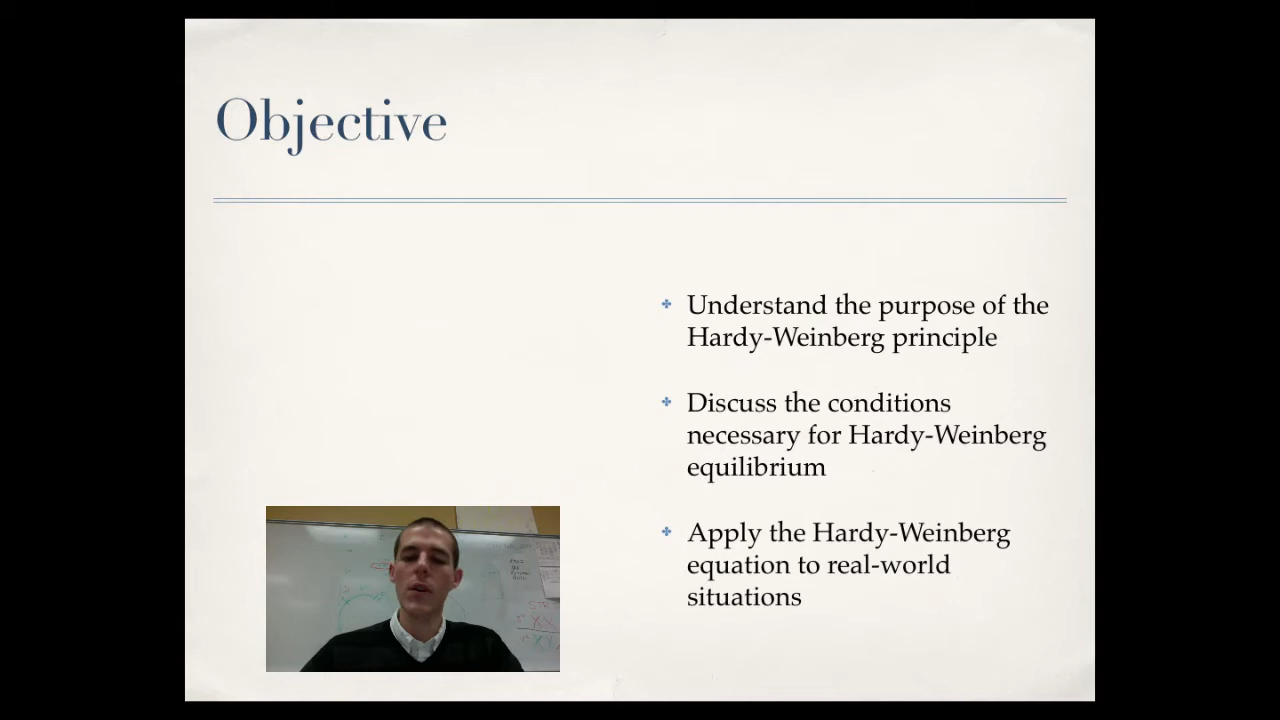 Objective
Understand the purpose of the
Hardy-Weinberg principle
Discuss the conditions
necessary for Hardy-Weinberg
equilibrium
Apply the Hardy-Weinberg
equation to real-world
situations